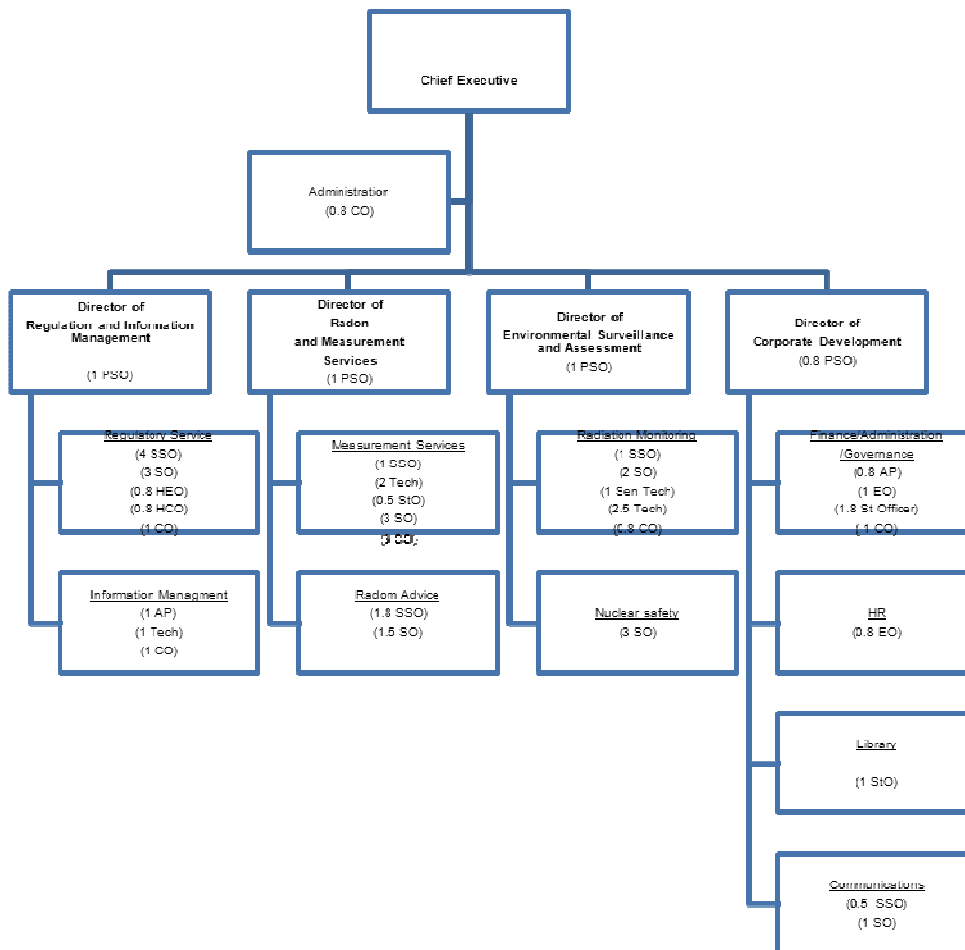 Chief Executive
Administration
(0.8 CO)
Director of
Regulation and Information
Management
(1 PSO)
Director of
Radon
and Measurement
Services
(1 PSO)
Director of
Environmental Surveillance
and Assessment
(1 PSO)
Director of
Corporate Development
(0.8 PSO)
Regulatory Service
(4 SSO)
(3 SO)
(0.8 HEO)
(0.8 HCO)
(1 CO)
Measurement Services
(1 SSO)
(2 Tech)
(0.5 StO)
(3 SO)
Radiation Monitoring
(1 SSO)
(2 SO)
(1 Sen Tech)
(2.5 Tech)
(0.8 CO)
Finance/Administration
/Governance
(0.8 AP)
(1 EO)
(1.8 St Officer)
( 1 CO)
Information Managment
(1 AP)
(1 Tech)
(1 CO)
Radom Advice
(1.8 SSO)
(1.5 SO)
Nuclear safety
(3 SO)
HR
(0.8 EO)
Library
(1 StO)
Communications
(0.5 SSO)
(1 SO)